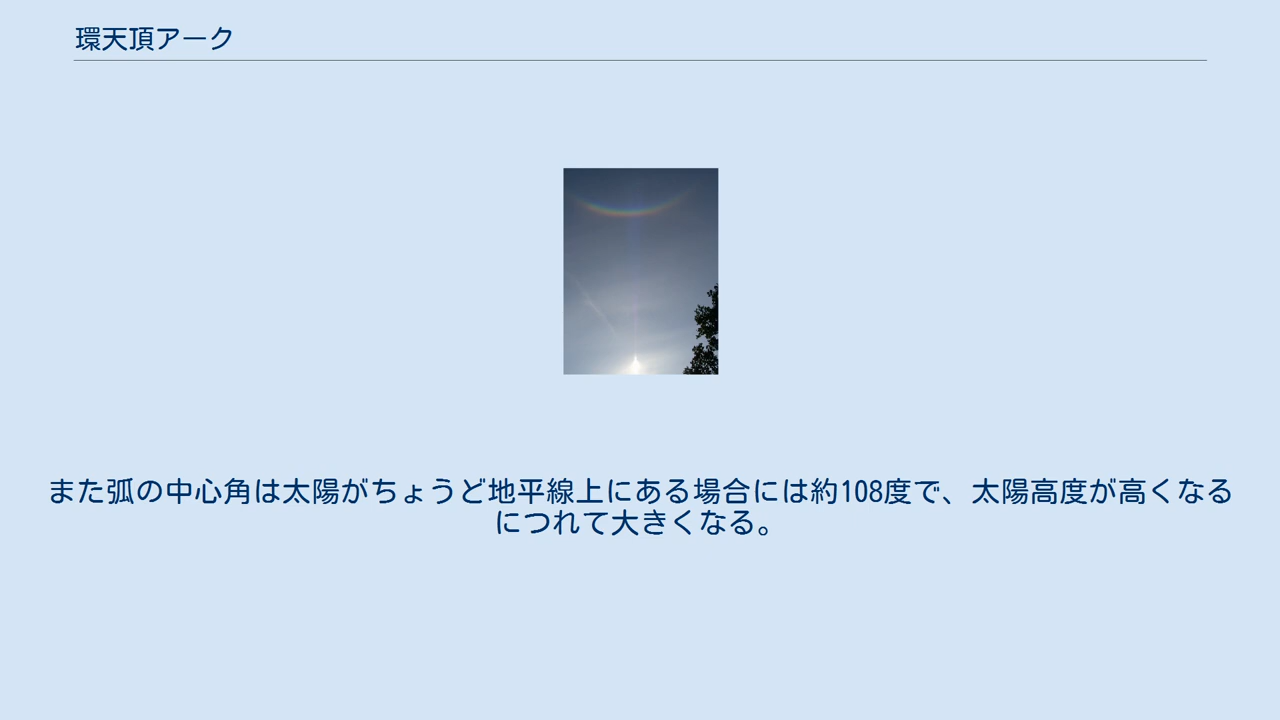 環天頂アーク
また弧の中心角は太陽がちょうど地平線上にある場合には約108度で、太陽高度が高くなる
につれて大きくなる。